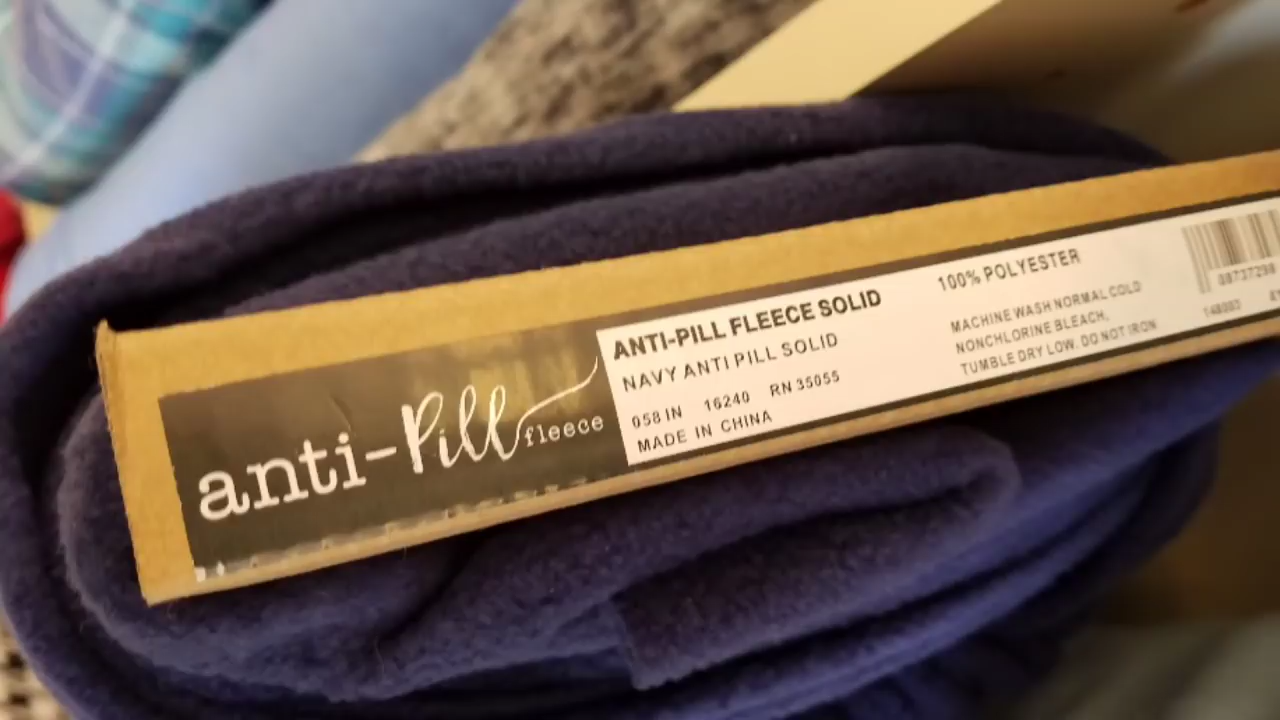 anti-Pill fleece
ANTI-PILL FLEECE SOLID
NAVY ANTI PILL SOLID
058 IN 16240 RN 35055
MADE IN CHINA
100% POLYESTER
MACHINE WASH NORMAL COLD
NONCHLORINE BLEACH,
TUMBLE DRY LOW. DO NOT IRON